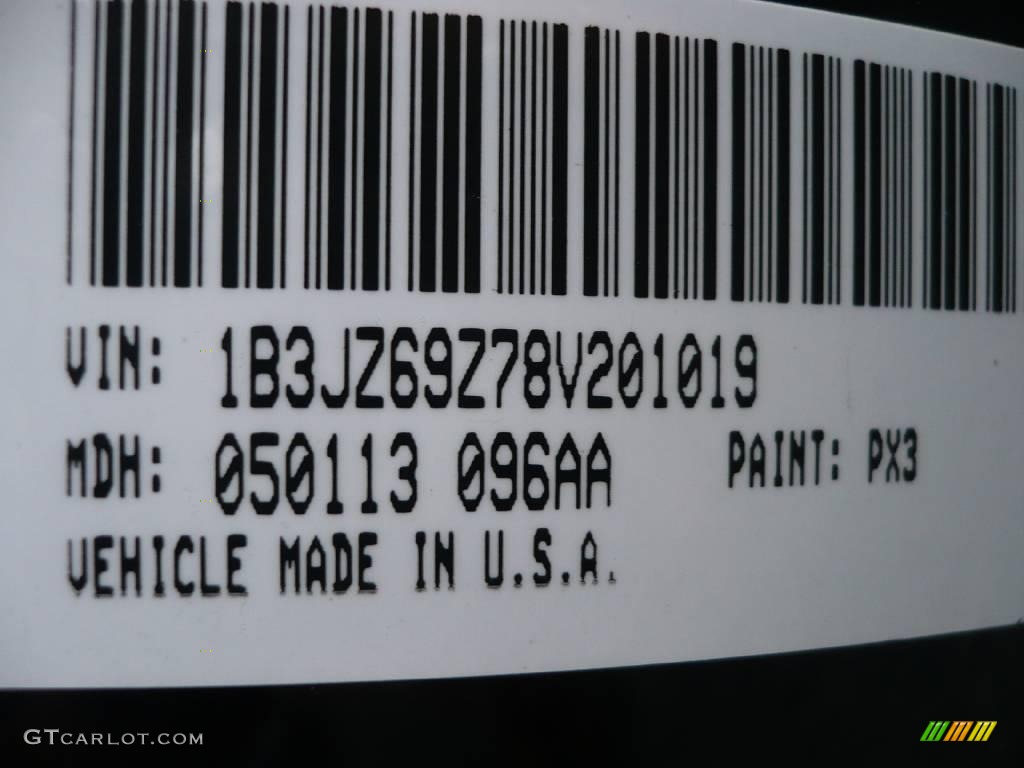 VIN: 1B3JZ69Z78V201019
MDH: 050113 096AA PAINT: PX3
VEHICLE MADE IN U.S.A.
GTCARLOT.COM